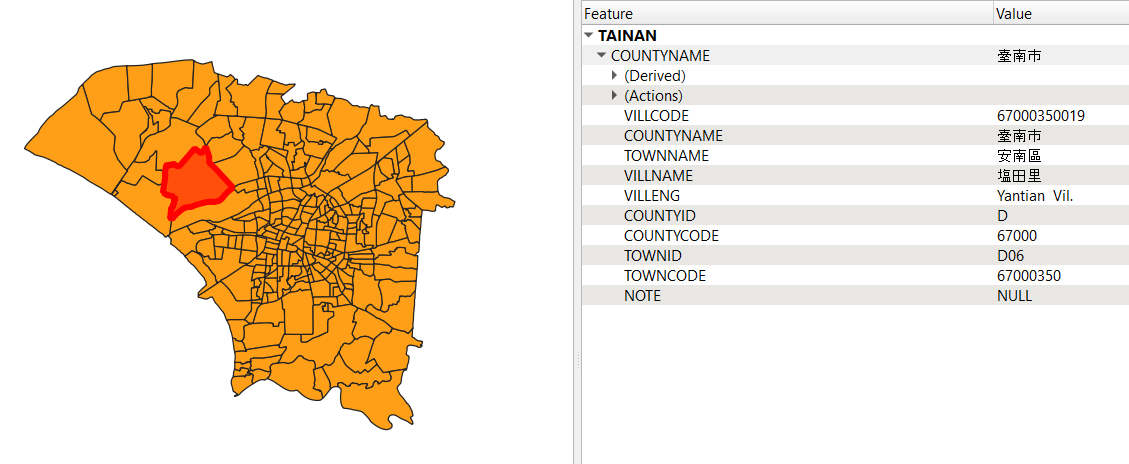 Feature Value
TAINAN
COUNTYNAME 臺南市
(Derived)
(Actions)
VILLCODE 67000350019
COUNTYNAME 臺南市
TOWNNAME 安南區
VILLNAME 塩田里
VILLENG Yantian Vil.
COUNTYID D
COUNTYCODE 67000
TOWNID D06
TOWNCODE 67000350
NOTE NULL